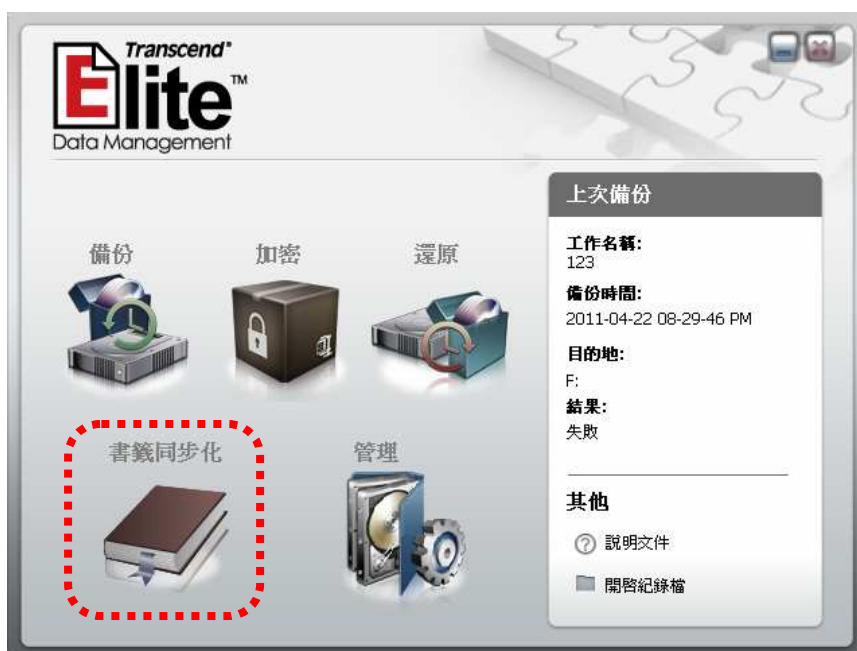 Transcend®
Elite™
Data Management
備份
加密
還原
書籤同步化
管理
上次備份
工作名稱:
123
備份時間:
2011-04-22 08-29-46 PM
目的地:
F:
結果:
失敗
其他
說明文件
開啓紀錄檔